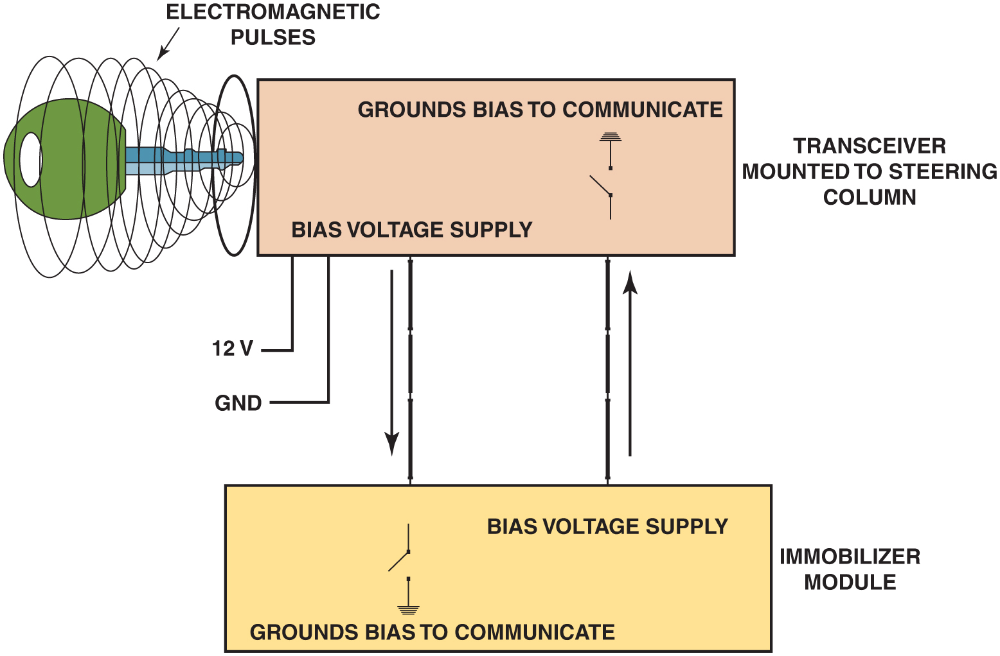 ELECTROMAGNETIC
PULSES
GROUNDS BIAS TO COMMUNICATE
BIAS VOLTAGE SUPPLY
TRANSCEIVER
MOUNTED TO STEERING
COLUMN
12 V
GND
BIAS VOLTAGE SUPPLY
GROUNDS BIAS TO COMMUNICATE
IMMOBILIZER
MODULE